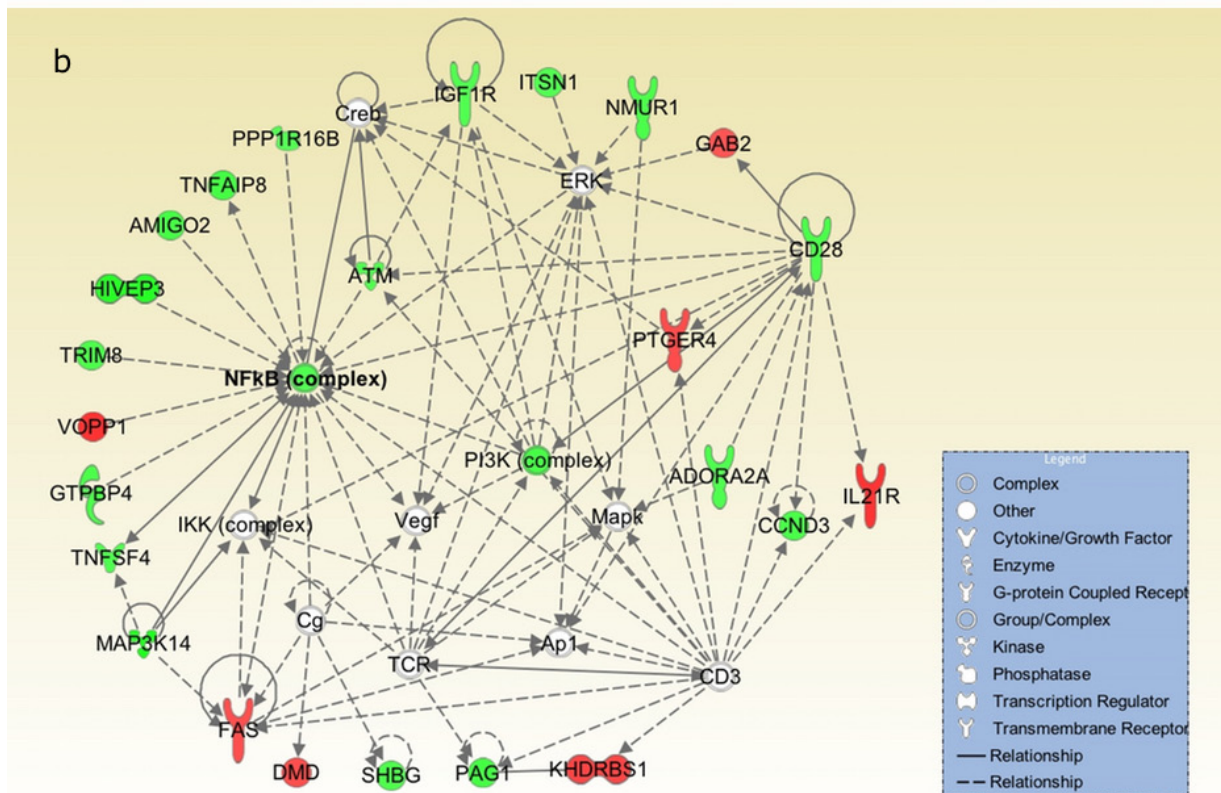 b
IGF1R
ITSN1
NMUR1
Creb
GAB2
PPP1R16B
ERK
TNFAIP8
AMIGO2
CD28
ATM
HIVEP3
PTGER4
TRIM8
NFkB (complex)
VOPP1
PI3K (complex)
ADORA2A
GTPBP4
IL21R
IKK (complex)
Vegf
Mapk
CCND3
TNFSF4
Cg
MAP3K14
Ap1
TCR
CD3
FAS
DMD
SHBG
PAG1
KHDRBS1
Legend
Complex
Other
Cytokine/Growth Factor
Enzyme
G-protein Coupled Recept
Group/Complex
Kinase
Phosphatase
Transcription Regulator
Transmembrane Receptor
Relationship
Relationship